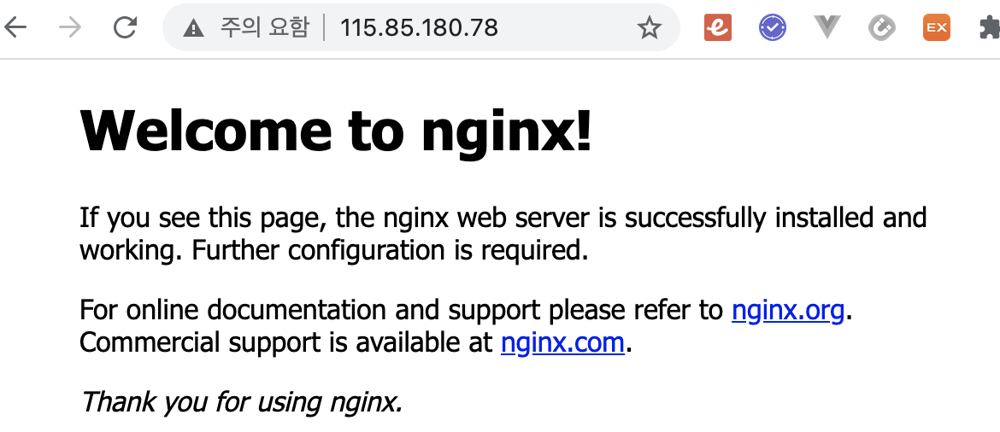 주의 요함 115.85.180.78
e EX
Welcome to nginx!
If you see this page, the nginx web server is successfully installed and
working. Further configuration is required.
For online documentation and support please refer to nginx.org.
Commercial support is available at nginx.com.
Thank you for using nginx.